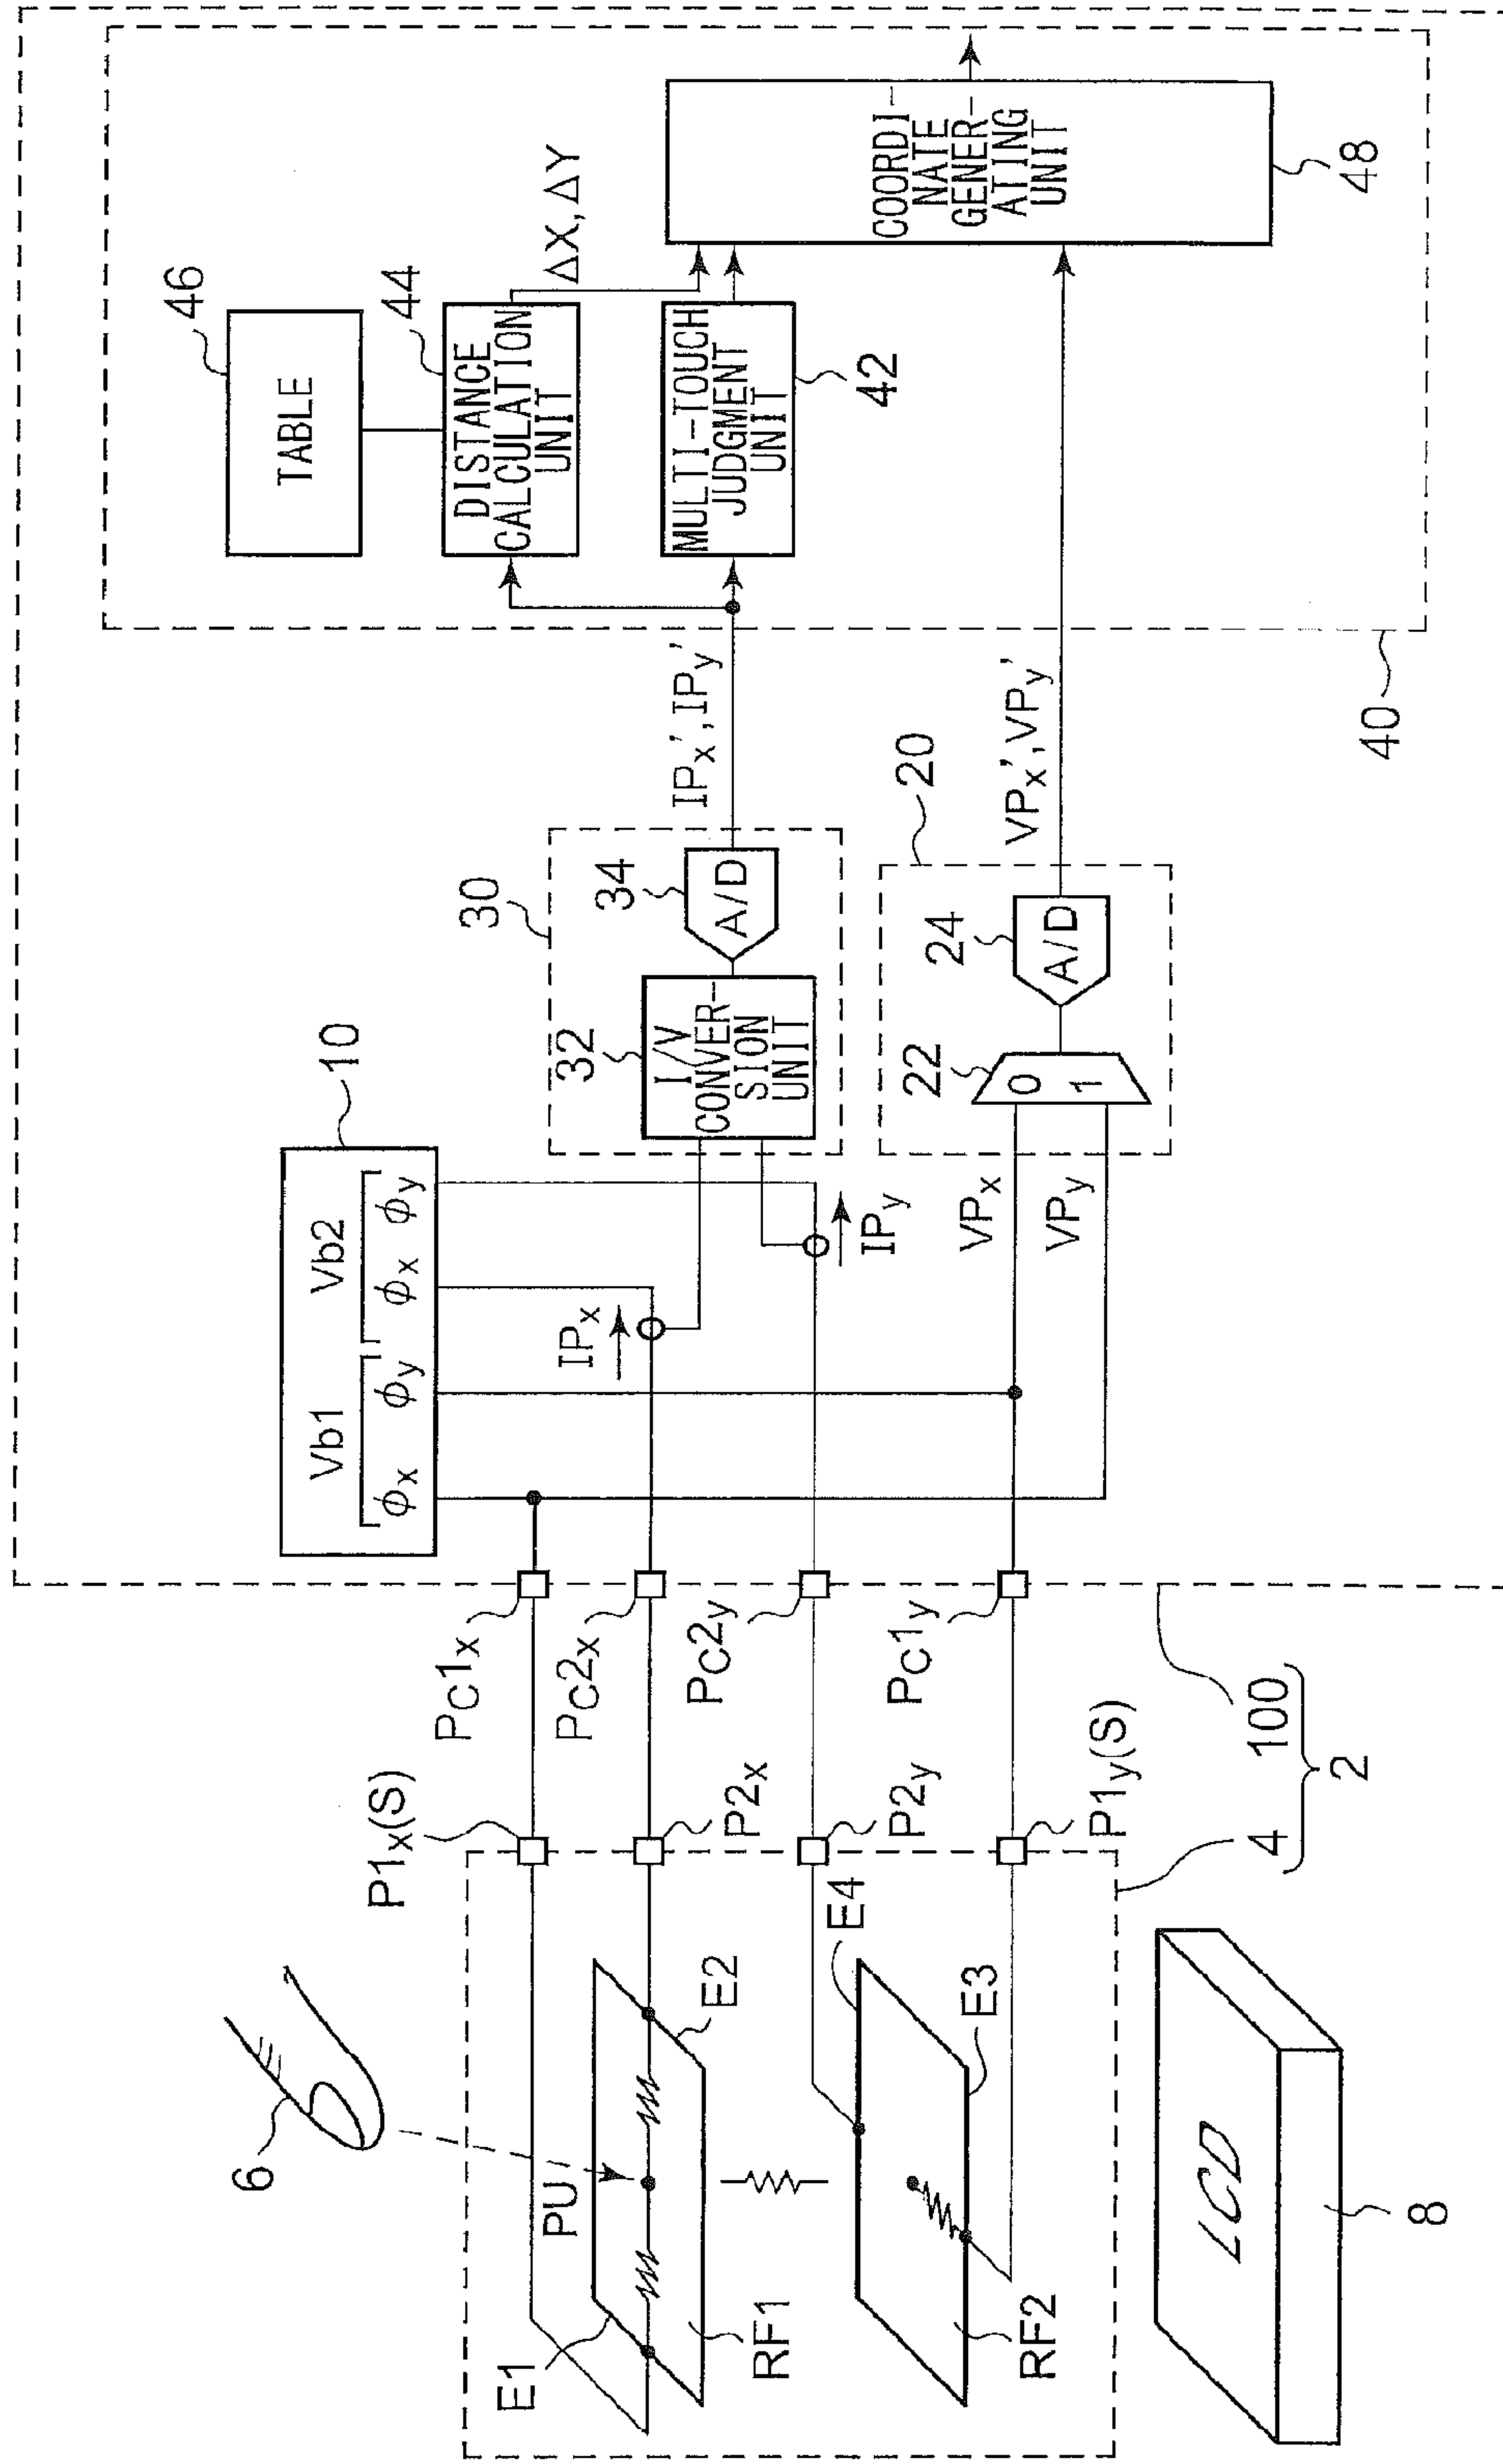 6
PU
E1
RF1
E2
E4
E3
RF2
LCD
8
P1x(S)
P2x
P2y
P1y(S)
4 100
2
Pc1x
Pc2x
Pc2y
Pc1y
10
Vb1 Vb2
ϕx ϕy ϕx ϕy
IPx
IPy
VPx
VPy
30
32
I/V
CONVER-
SION
UNIT
34
A/D
20
22
0
1
24
A/D
IPx',IPy'
VPx',VPy'
40
46
TABLE
44
DISTANCE
CALCULATION
UNIT
ΔX,ΔY
MULTI-TOUCH
JUDGMENT
UNIT
42
COORDI-
NATE
GENER-
ATING
UNIT
48